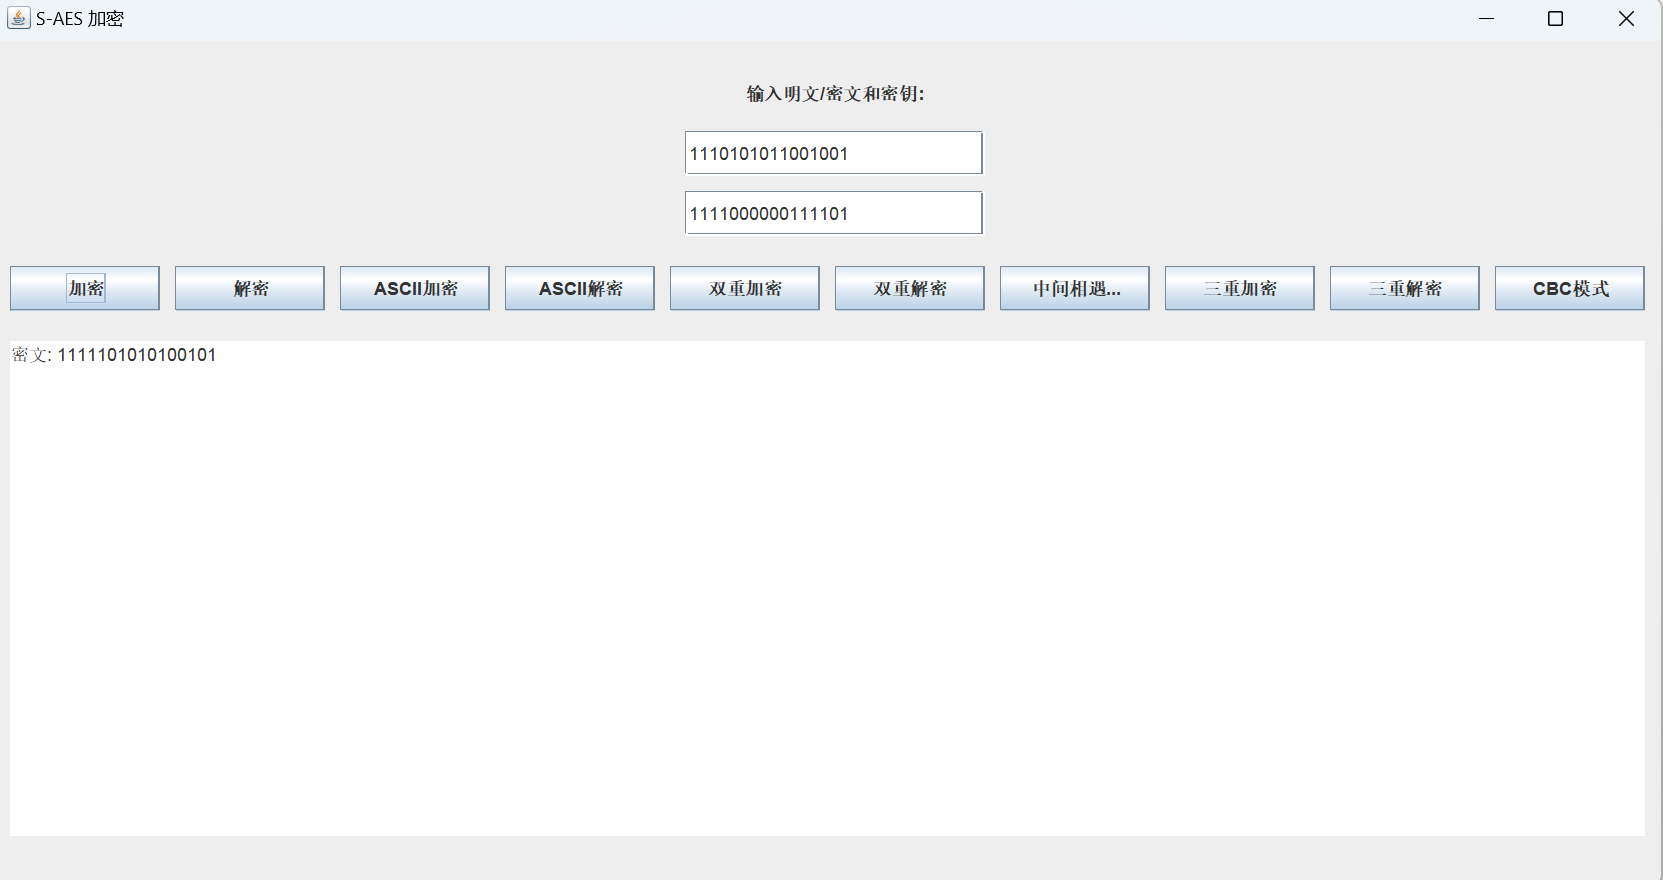 S-AES 加密
输入明文/密文和密钥:
1110101011001001
1111000000111101
加密 解密 ASCII加密 ASCII解密 双重加密 双重解密 中间相遇... 三重加密 三重解密 CBC模式
密文: 1111101010100101